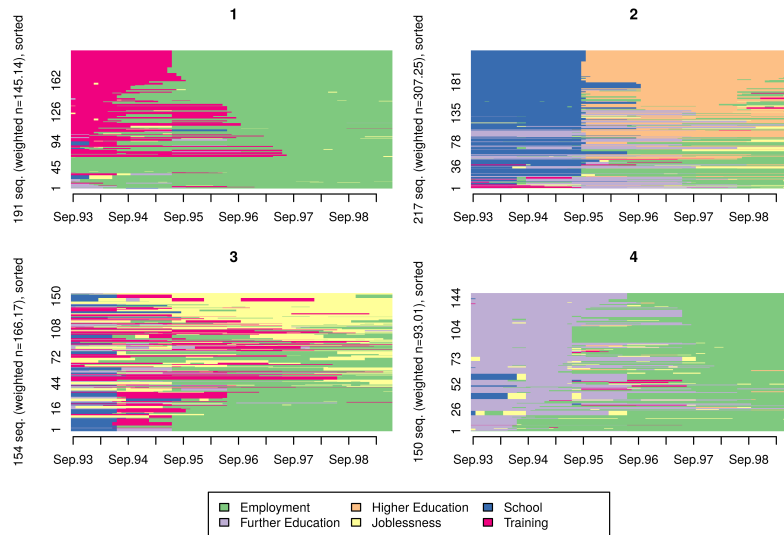 1
191 seq. (weighted n=145.14), sorted
1 45 94 126 162
Sep.93 Sep.94 Sep.95 Sep.96 Sep.97 Sep.98
2
217 seq. (weighted n=307.25), sorted
1 36 78 135 181
Sep.93 Sep.94 Sep.95 Sep.96 Sep.97 Sep.98
3
154 seq. (weighted n=166.17), sorted
1 16 44 72 108 150
Sep.93 Sep.94 Sep.95 Sep.96 Sep.97 Sep.98
4
150 seq. (weighted n=93.01), sorted
1 26 52 73 104 144
Sep.93 Sep.94 Sep.95 Sep.96 Sep.97 Sep.98
Employment Higher Education School
Further Education Joblessness Training